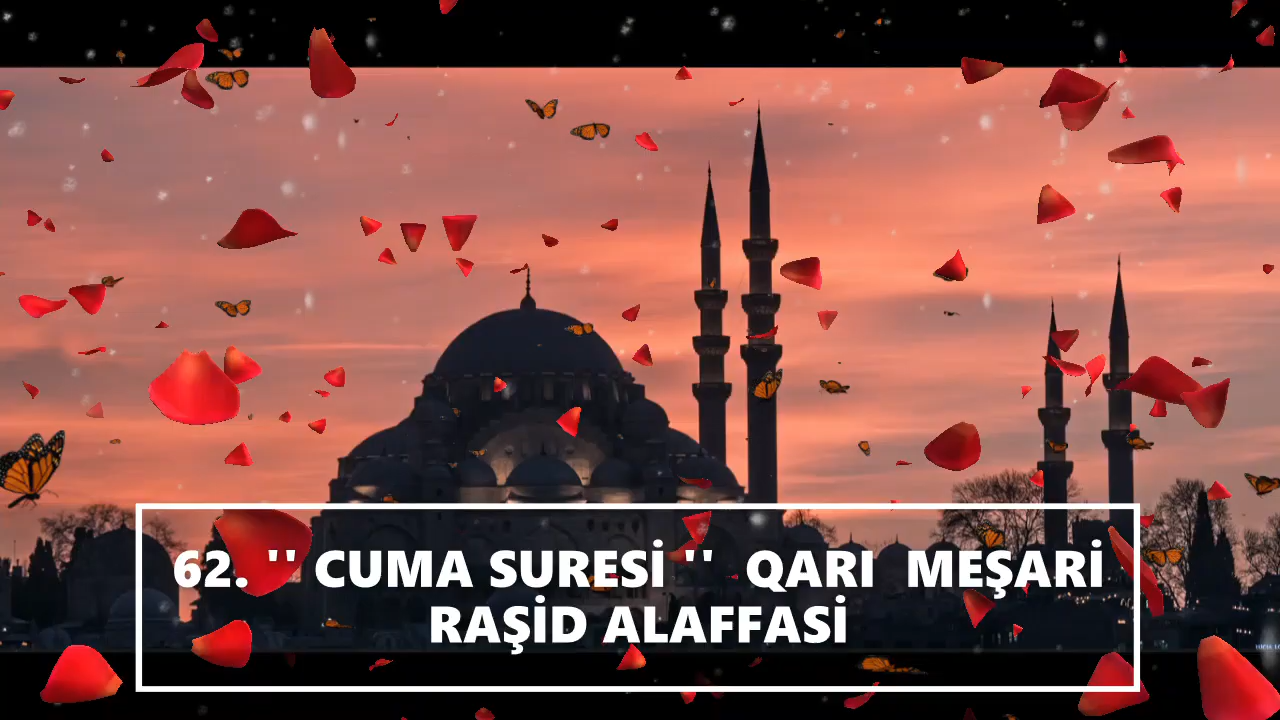 62. '' CUMA SURESİ ''  QARI  MEŞARİ
RAŞİD ALAFFASİ